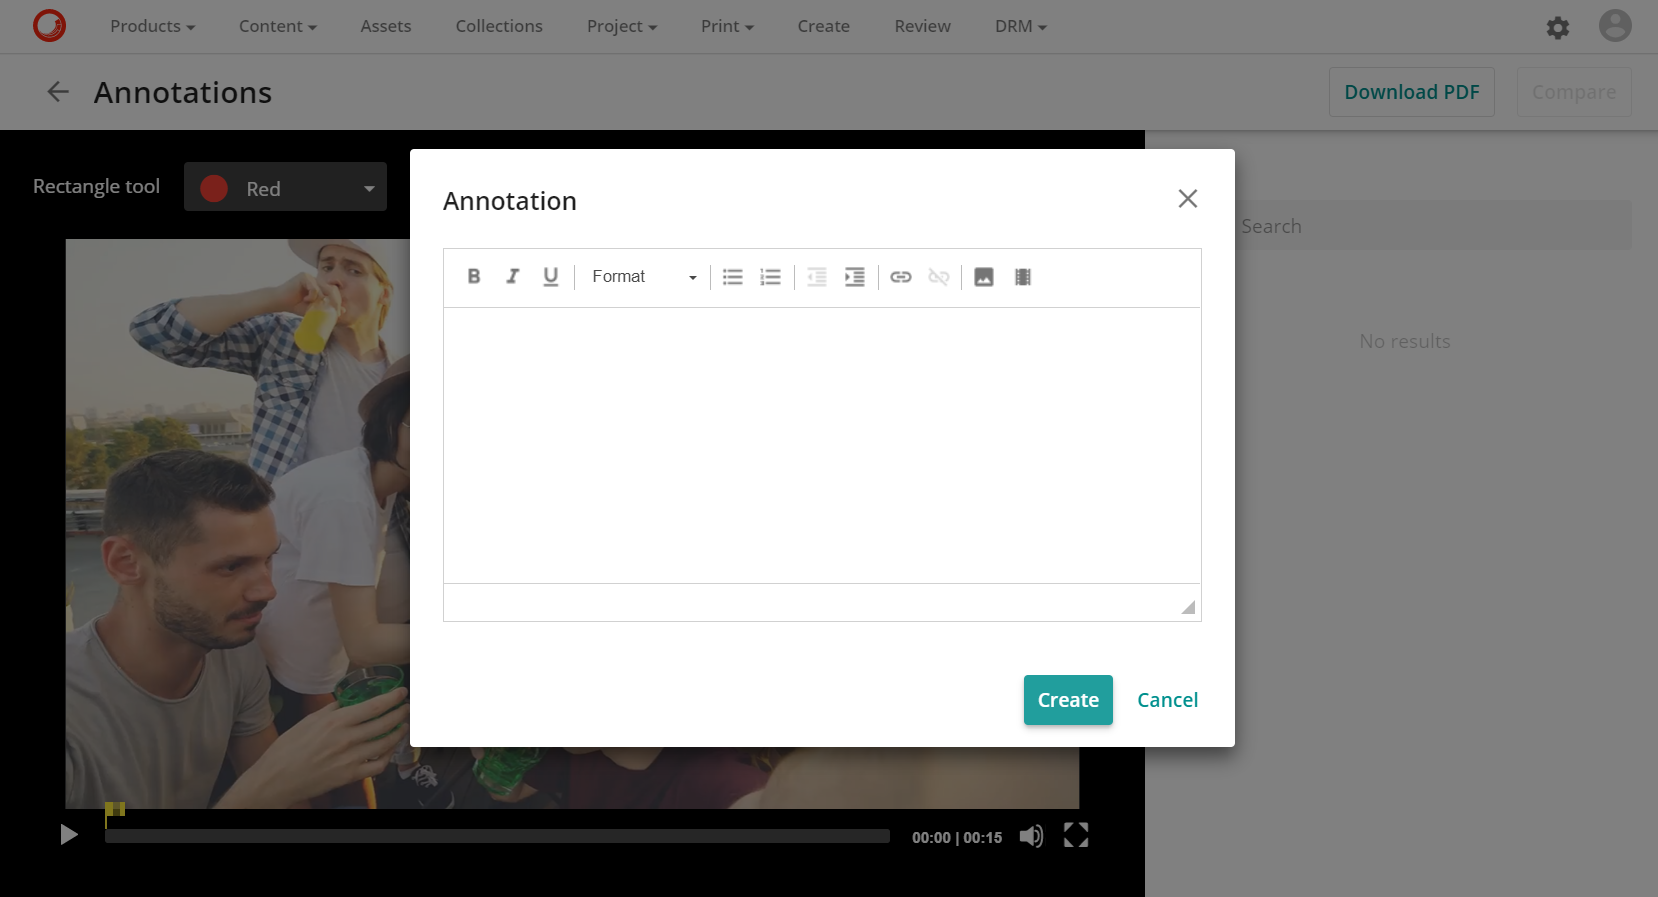 Products Content Assets Collections Project Print Create Review DRM
Annotations
Download PDF Compare
Rectangle tool Red
Annotation
Search
B I U Format
No results
Create Cancel
00:00 | 00:15